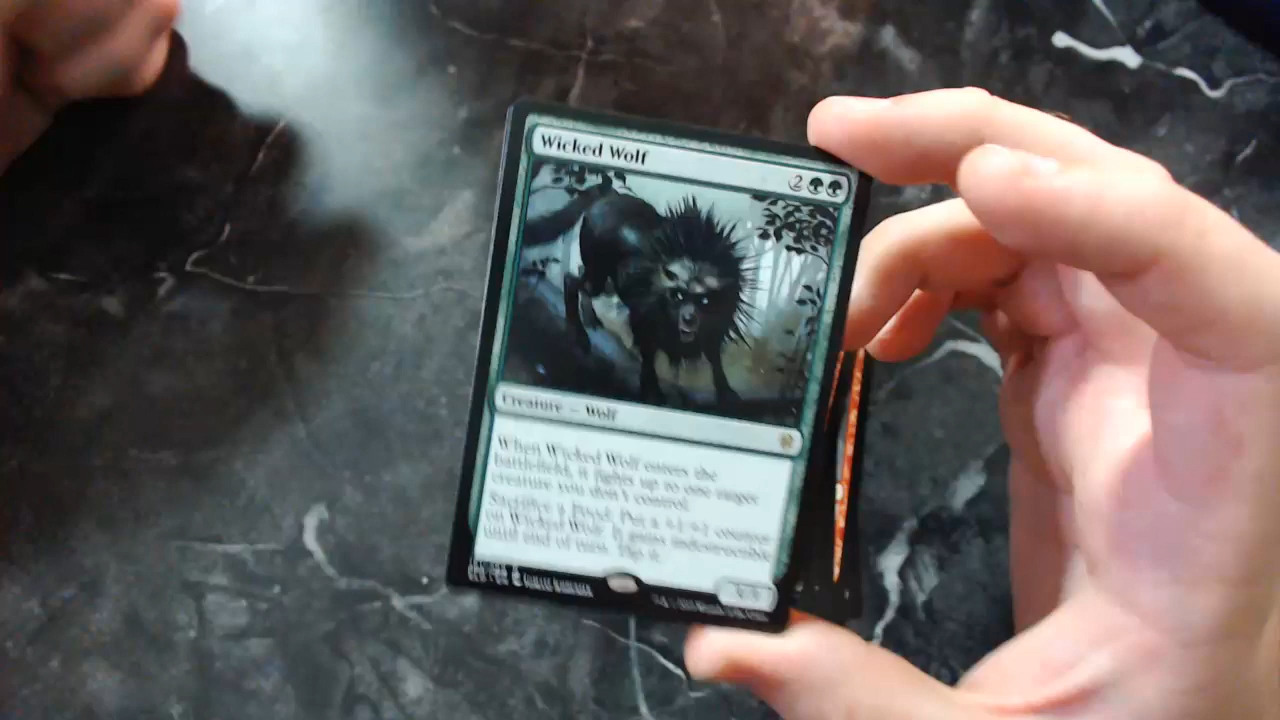 Wicked Wolf
2
Creature — Wolf
When Wicked Wolf enters the
battlefield, it fights up to one target
creature you don't control.
Sacrifice a Food: Put a +1/+1 counter
on Wicked Wolf. It gains indestructible
until end of turn. Tap it.